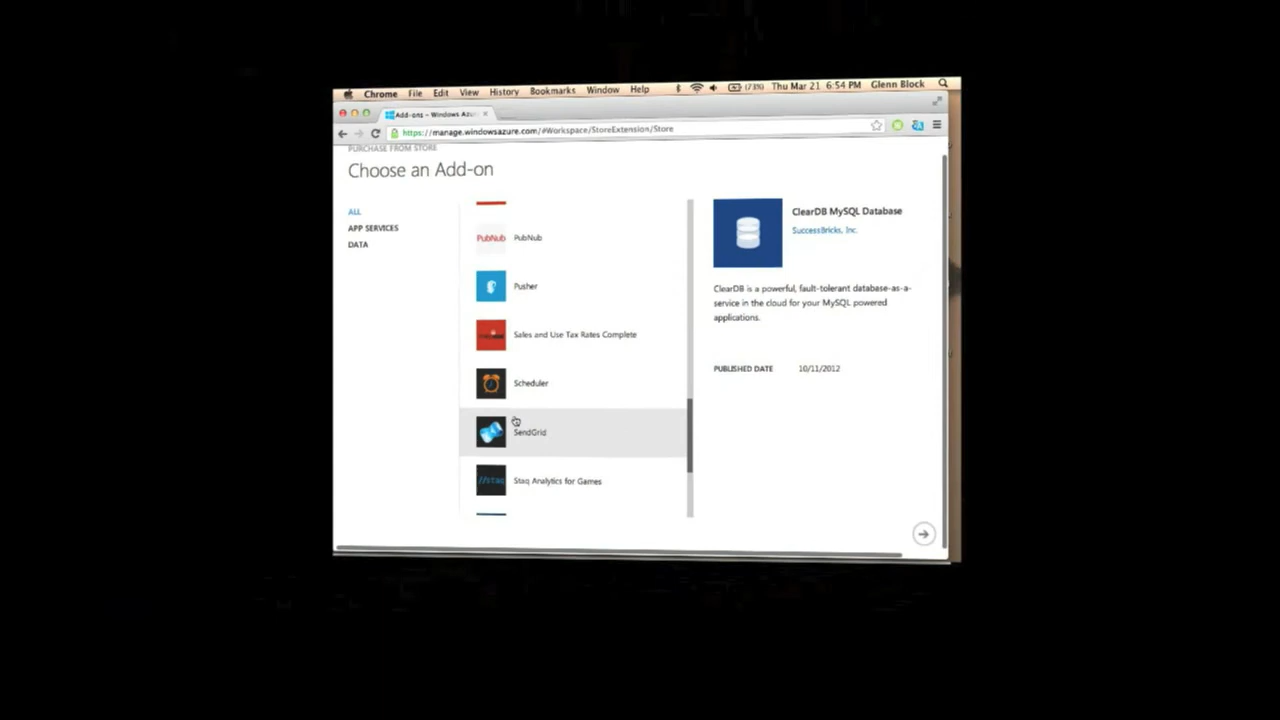 Chrome File Edit View History Bookmarks Window Help (73%) Thu Mar 21 6:54 PM Glenn Block
Add-ons - Windows Azu
https://manage.windowsazure.com/#Workspace/StoreExtension/Store
PURCHASE FROM STORE
Choose an Add-on
ALL
APP SERVICES
DATA
PubNub PubNub
Pusher
Sales and Use Tax Rates Complete
Scheduler
SendGrid
//staq Staq Analytics for Games
ClearDB MySQL Database
SuccessBricks, Inc.
ClearDB is a powerful, fault-tolerant database-as-a-
service in the cloud for your MySQL powered
applications.
PUBLISHED DATE 10/11/2012